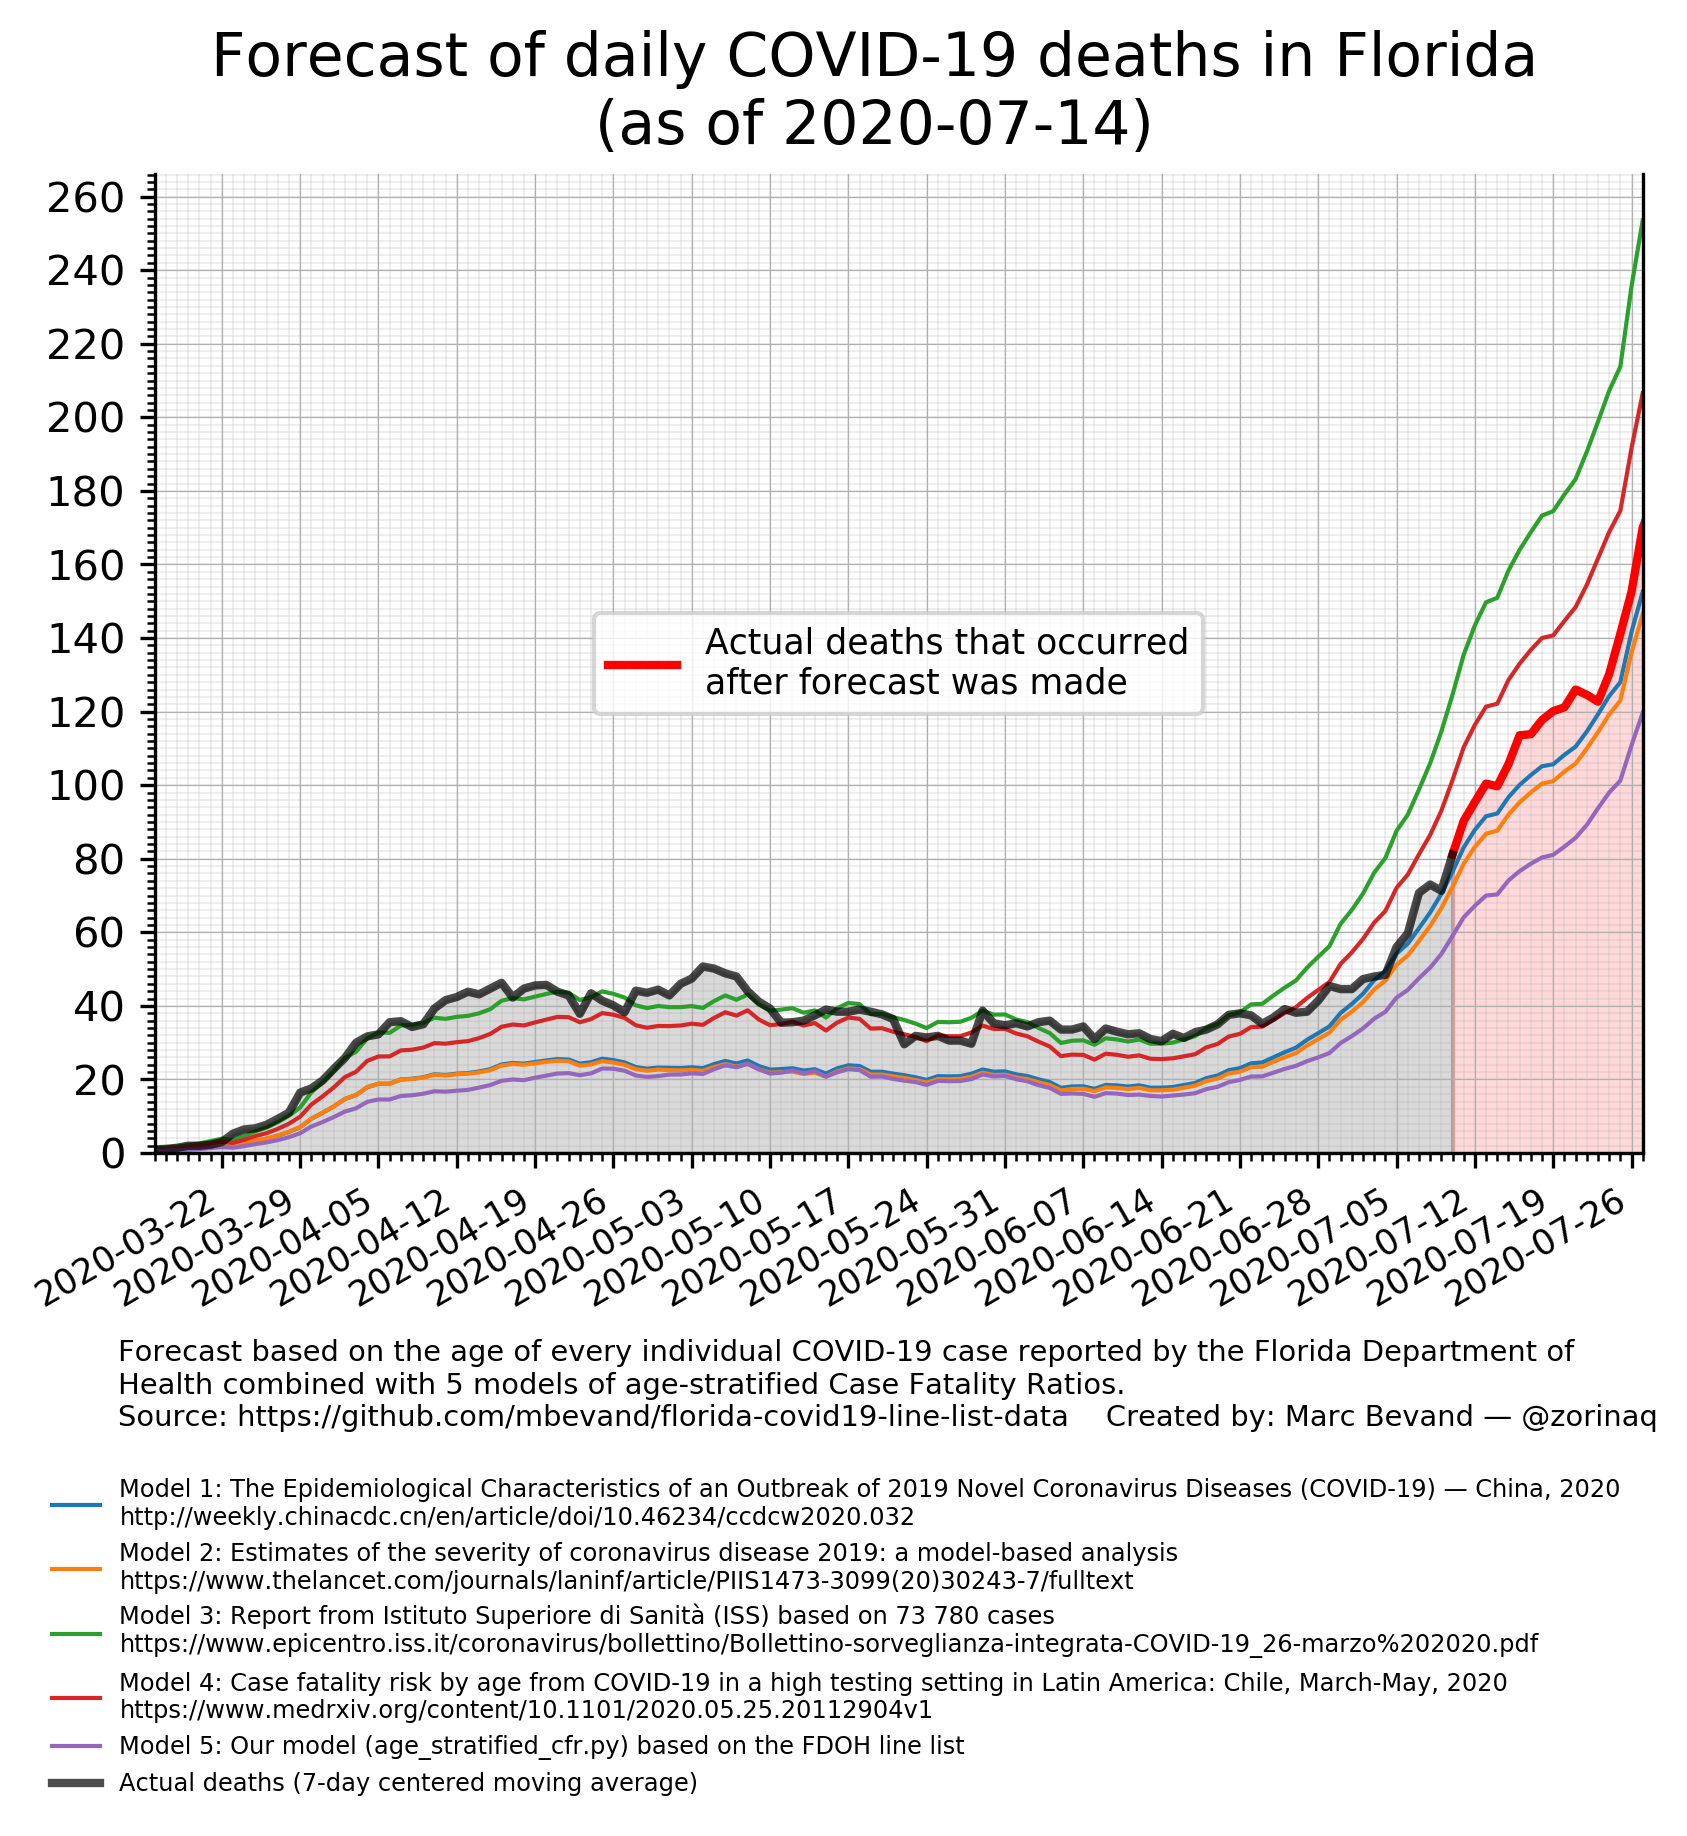 Forecast of daily COVID-19 deaths in Florida
(as of 2020-07-14)
260
240
220
200
180
160
140
120
100
80
60
40
20
0
Actual deaths that occurred
after forecast was made
2020-03-22
2020-03-29
2020-04-05
2020-04-12
2020-04-19
2020-04-26
2020-05-03
2020-05-10
2020-05-17
2020-05-24
2020-05-31
2020-06-07
2020-06-14
2020-06-21
2020-06-28
2020-07-05
2020-07-12
2020-07-19
2020-07-26
Forecast based on the age of every individual COVID-19 case reported by the Florida Department of
Health combined with 5 models of age-stratified Case Fatality Ratios.
Source: https://github.com/mbevand/florida-covid19-line-list-data Created by: Marc Bevand — @zorinaq
Model 1: The Epidemiological Characteristics of an Outbreak of 2019 Novel Coronavirus Diseases (COVID-19) — China, 2020
http://weekly.chinacdc.cn/en/article/doi/10.46234/ccdcw2020.032
Model 2: Estimates of the severity of coronavirus disease 2019: a model-based analysis
https://www.thelancet.com/journals/laninf/article/PIIS1473-3099(20)30243-7/fulltext
Model 3: Report from Istituto Superiore di Sanità (ISS) based on 73 780 cases
https://www.epicentro.iss.it/coronavirus/bollettino/Bollettino-sorveglianza-integrata-COVID-19_26-marzo%202020.pdf
Model 4: Case fatality risk by age from COVID-19 in a high testing setting in Latin America: Chile, March-May, 2020
https://www.medrxiv.org/content/10.1101/2020.05.25.20112904v1
Model 5: Our model (age_stratified_cfr.py) based on the FDOH line list
Actual deaths (7-day centered moving average)